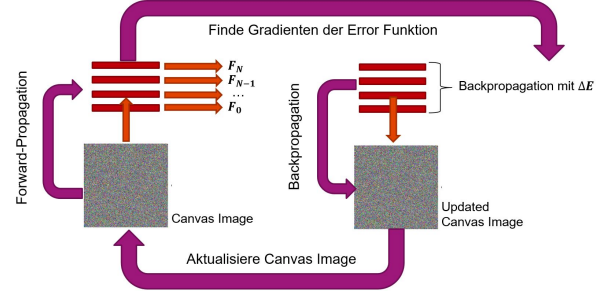 Finde Gradienten der Error Funktion
F_N
F_{N−1}
...
F_0
Forward-Propagation
Canvas Image
Backpropagation
Backpropagation mit ΔE
Updated
Canvas Image
Aktualisiere Canvas Image